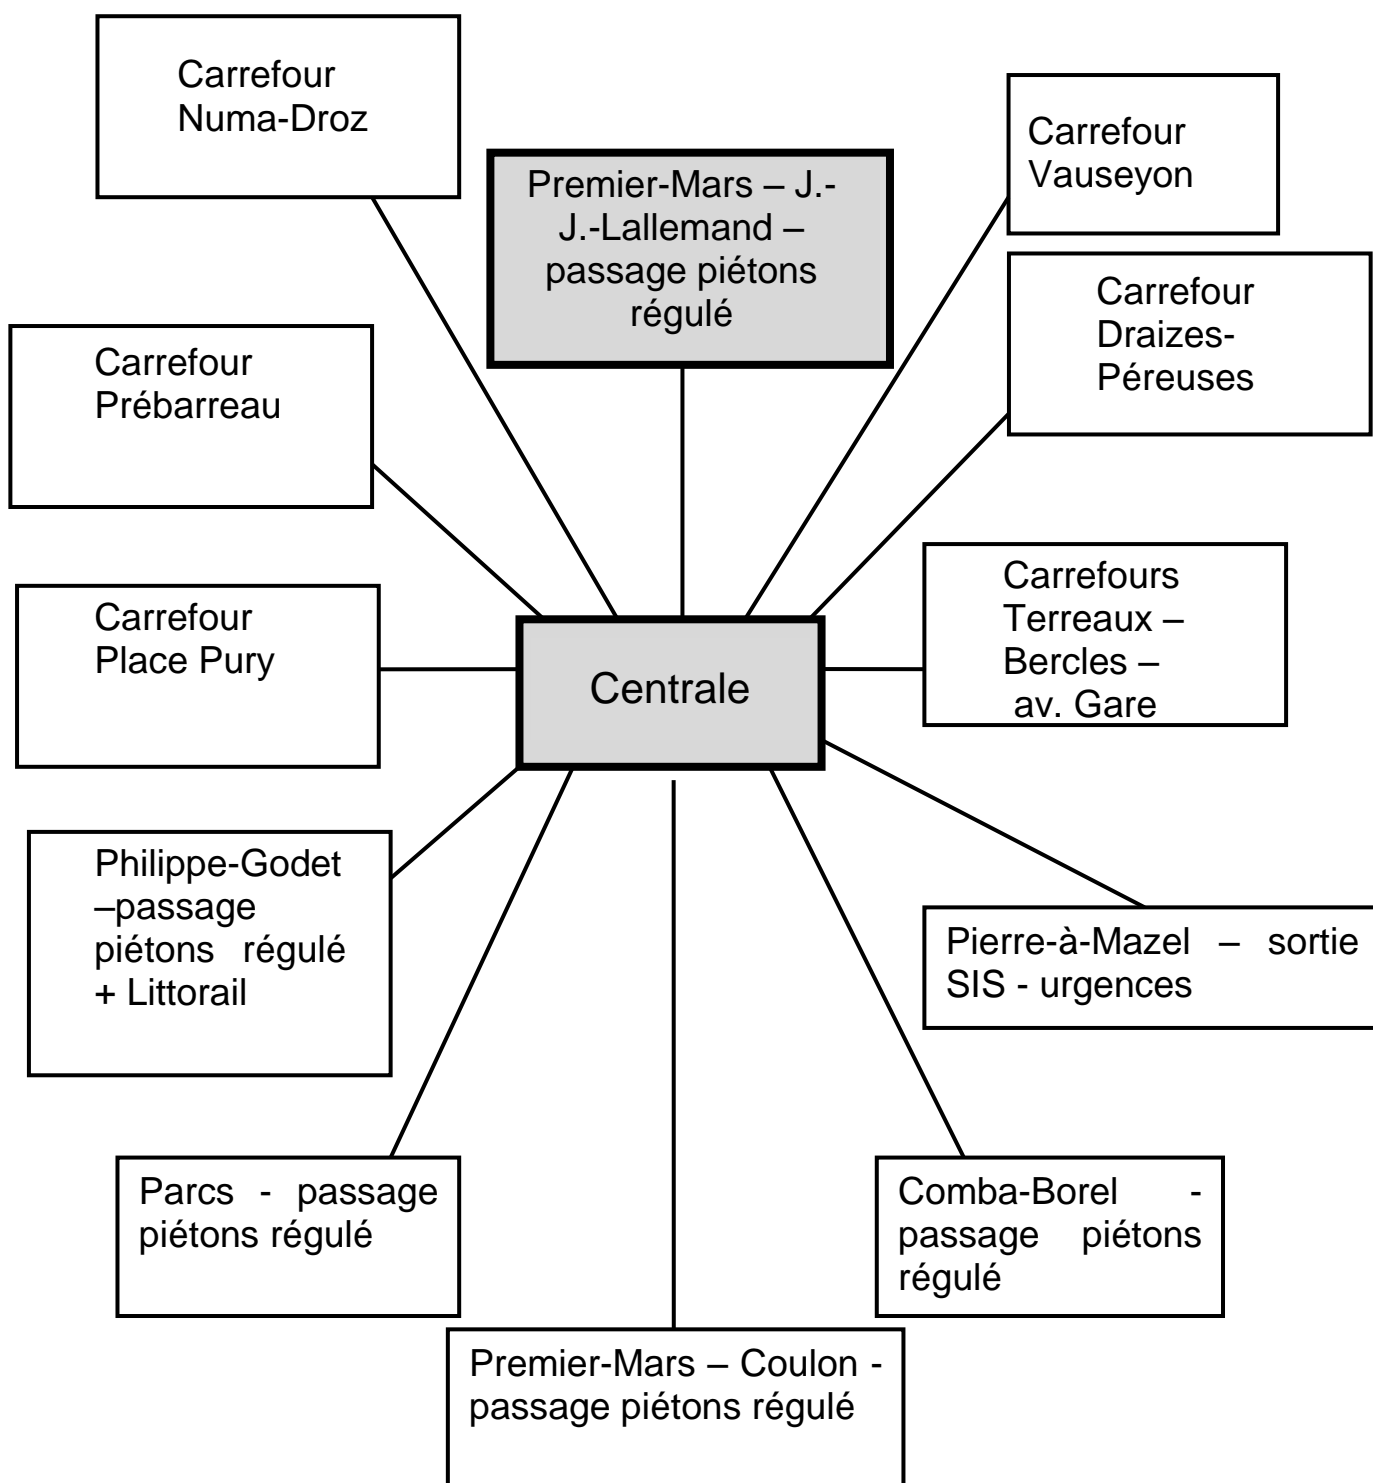 Carrefour
Numa-Droz
Premier-Mars – J.-
J.-Lallemand –
passage piétons
régulé
Carrefour
Vauseyon
Carrefour
Draizes-
Péreuses
Carrefour
Prébarreau
Carrefour
Place Pury
Centrale
Carrefours
Terreaux –
Bercles –
av. Gare
Philippe-Godet
–passage
piétons régulé
+ Littorail
Pierre-à-Mazel – sortie
SIS - urgences
Parcs - passage
piétons régulé
Comba-Borel -
passage piétons
régulé
Premier-Mars – Coulon -
passage piétons régulé